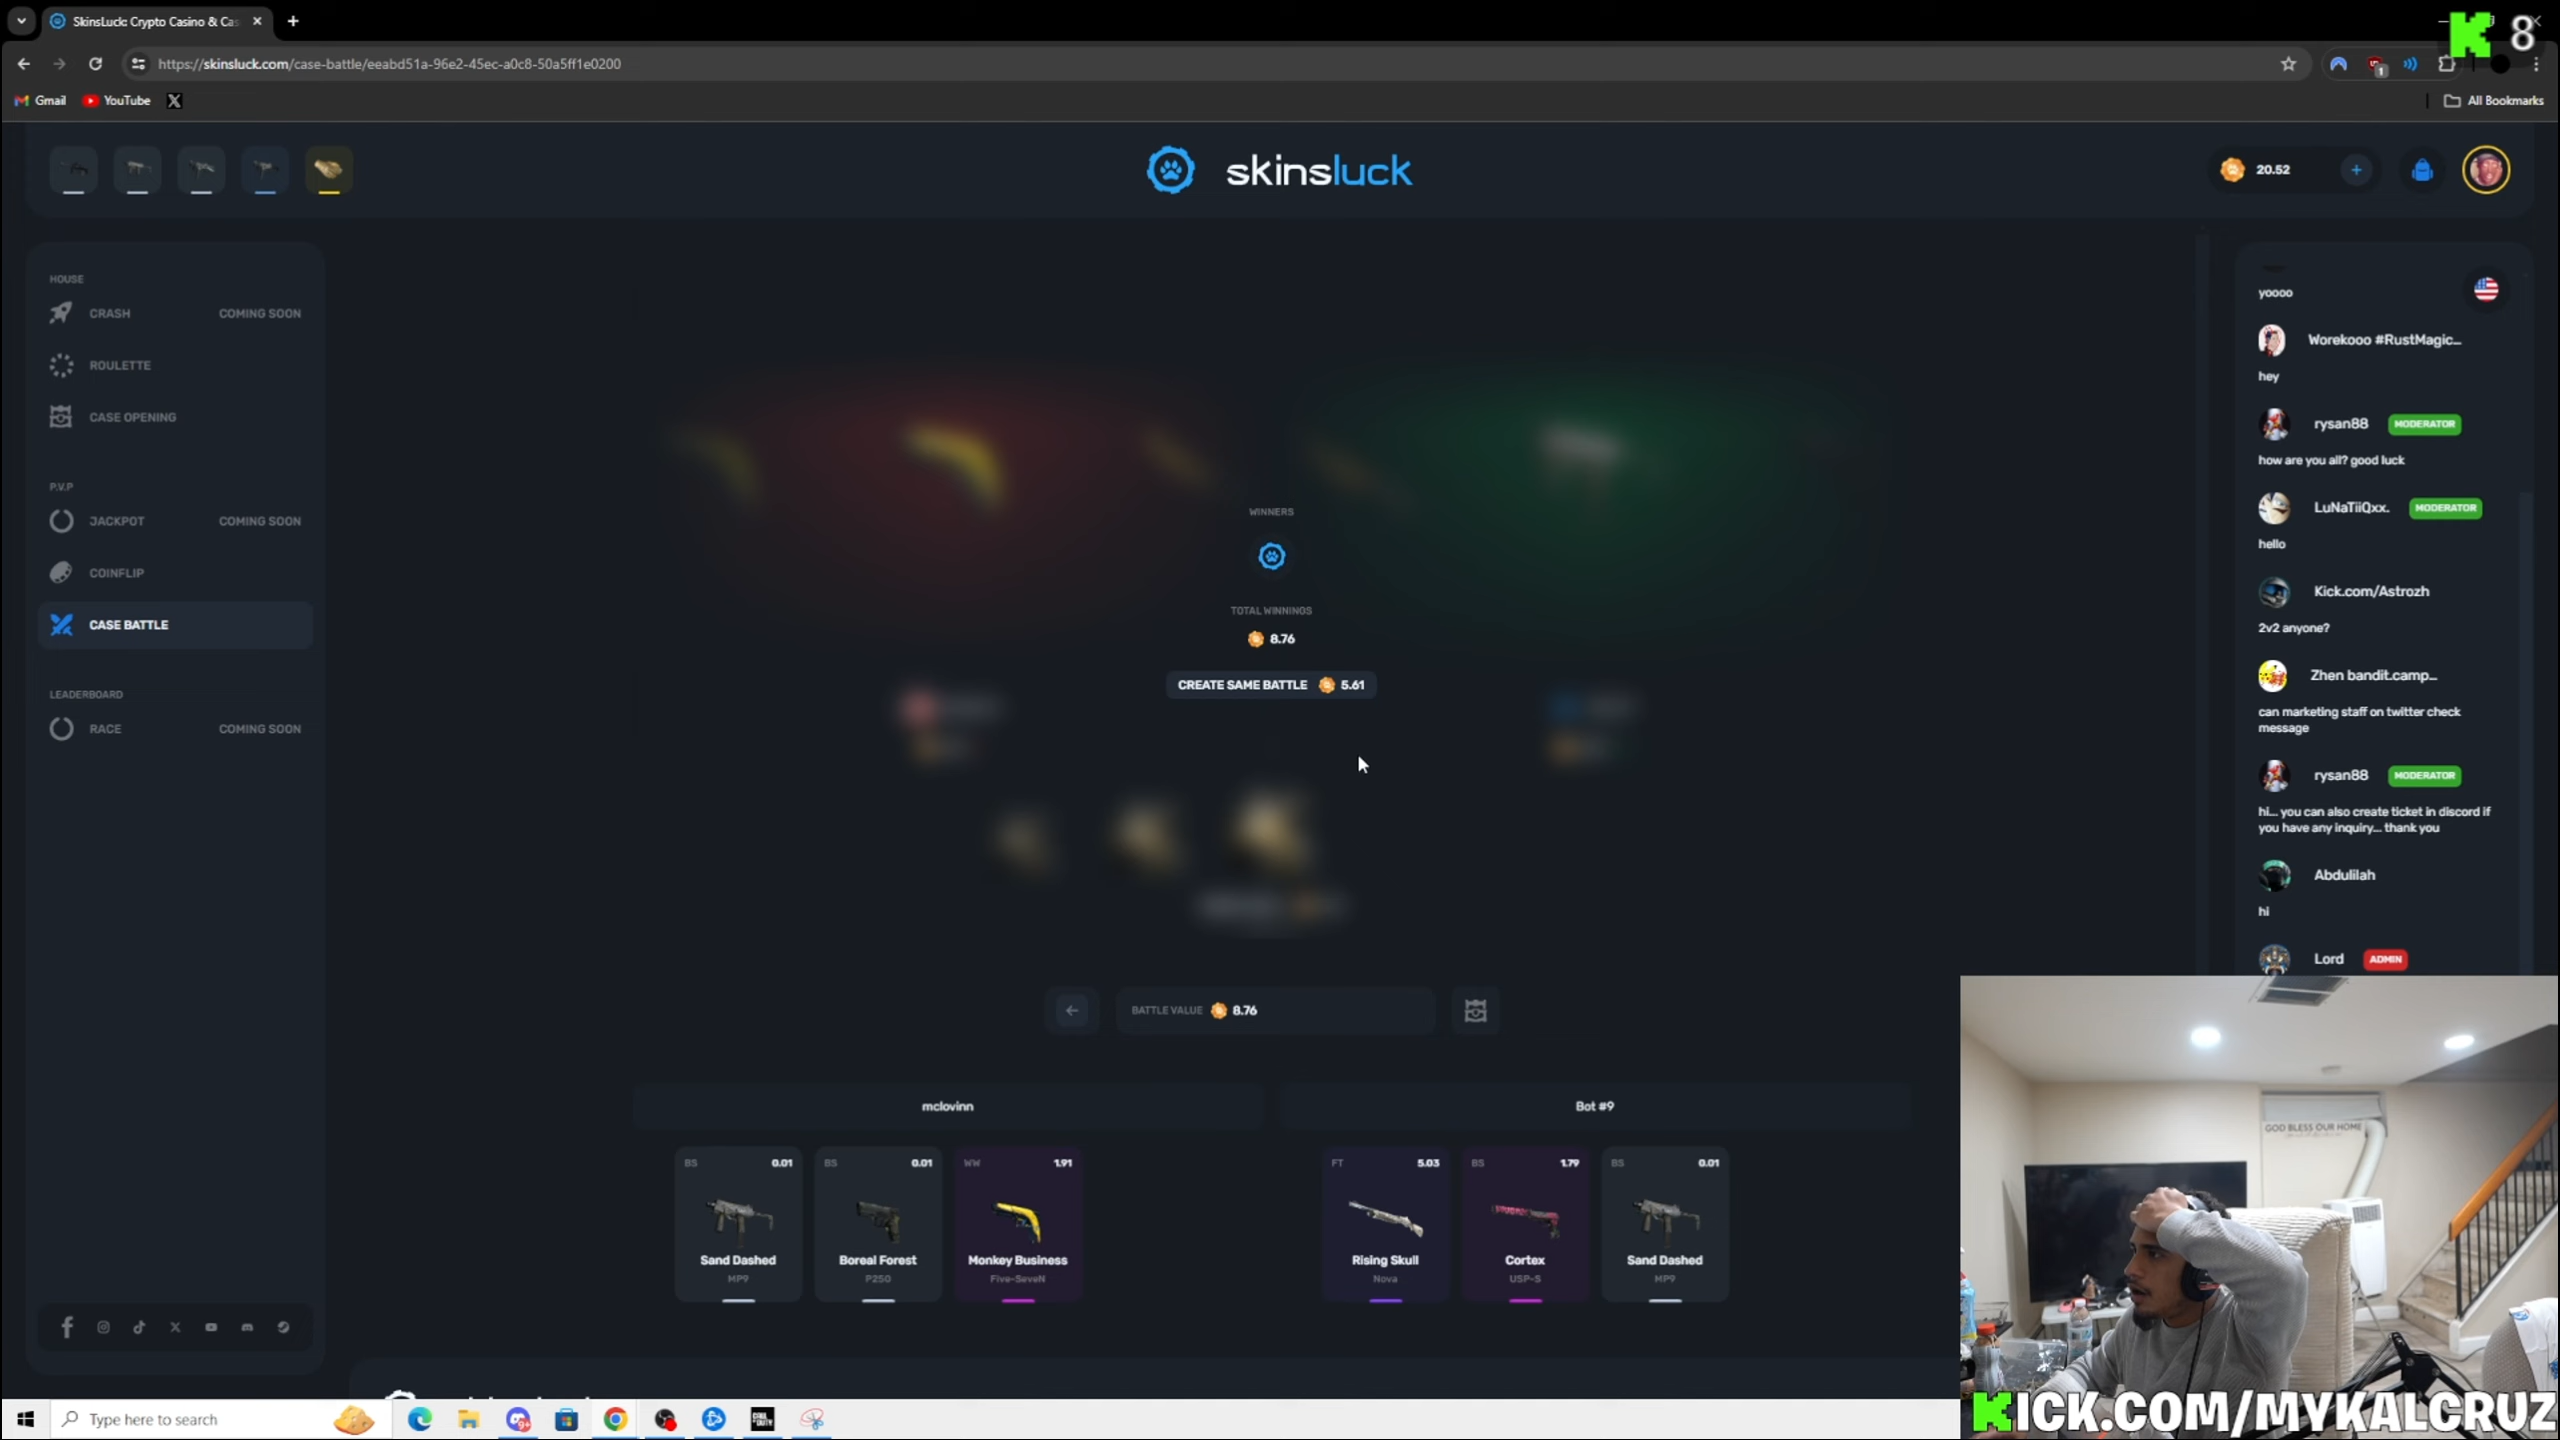 SkinsLuck: Crypto Casino & Cas
8
https://skinsluck.com/case-battle/eeabd51a-96e2-45ec-a0c8-50a5ff1e0200
1
Gmail
YouTube
All Bookmarks
skinsluck
20.52
HOUSE
CRASH
COMING SOON
ROULETTE
CASE OPENING
P.V.P
JACKPOT
COMING SOON
COINFLIP
CASE BATTLE
LEADERBOARD
RACE
COMING SOON
WINNERS
TOTAL WINNINGS
8.76
CREATE SAME BATTLE 5.61
BATTLE VALUE 8.76
mclovinn
BS 0.01
Sand Dashed
MP9
BS 0.01
Boreal Forest
P250
WW 1.91
Monkey Business
Five-SeveN
Bot #9
FT 5.03
Rising Skull
Nova
BS 1.79
Cortex
USP-S
BS 0.01
Sand Dashed
MP9
yoooo
Worekooo #RustMagic...
hey
rysan88 MODERATOR
how are you all? good luck
LuNaTiiQxx. MODERATOR
hello
Kick.com/Astrozh
2v2 anyone?
Zhen bandit.camp...
can marketing staff on twitter check
message
rysan88 MODERATOR
hi... you can also create ticket in discord if
you have any inquiry... thank you
Abdulilah
hi
Lord ADMIN
GOD BLESS OUR HOME
KICK.COM/MYKALCRUZ
Type here to search
9+
CALL OF DUTY